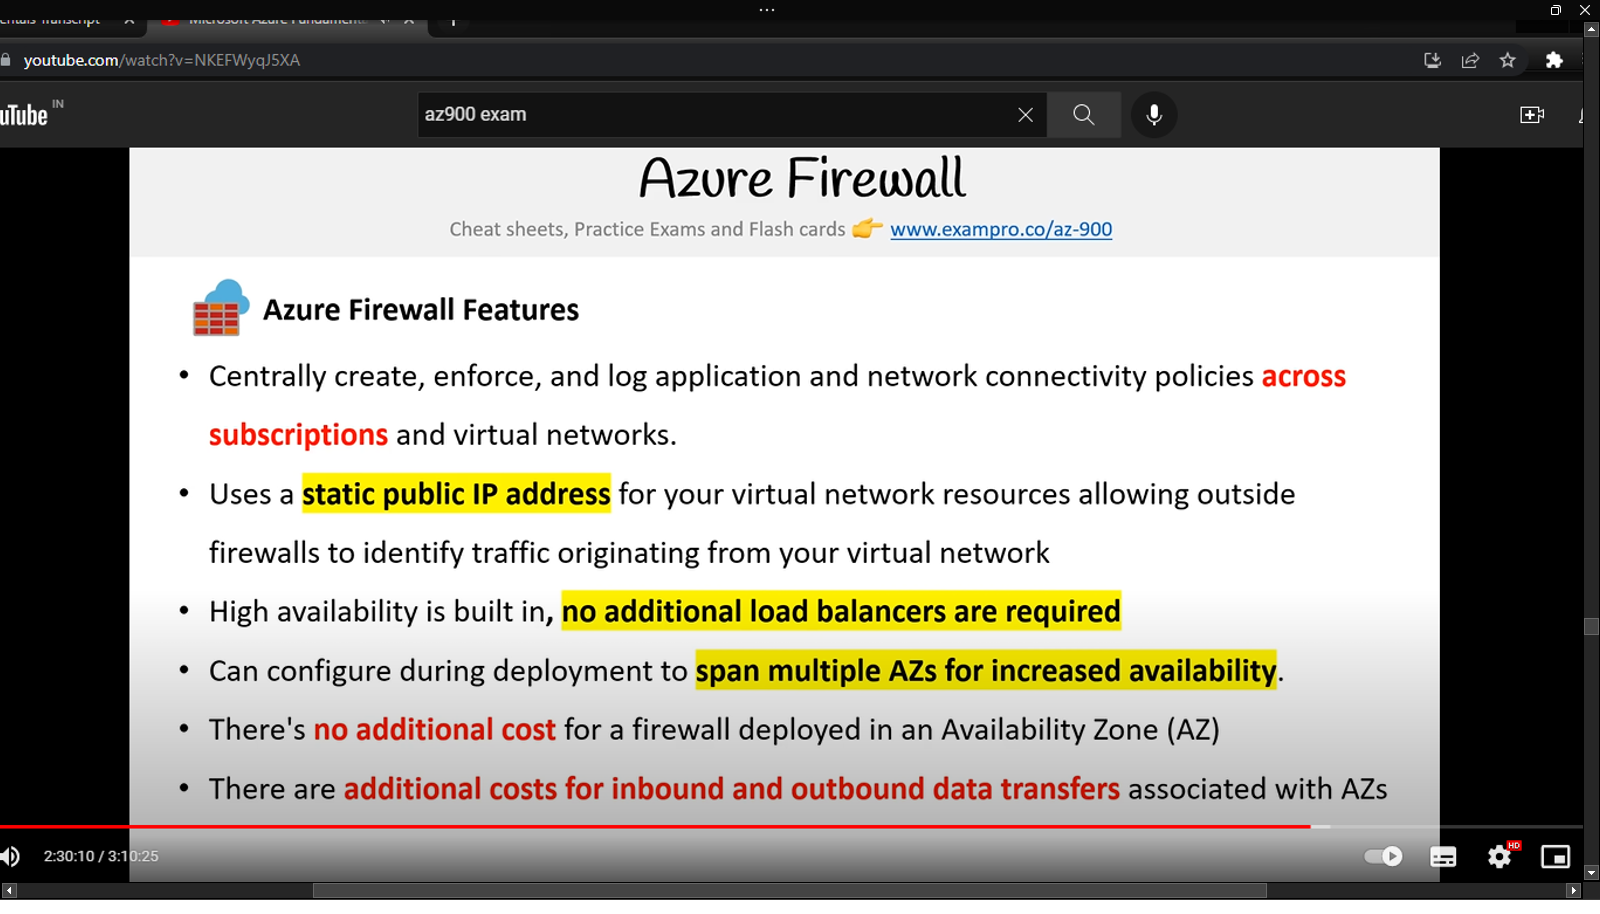 Microsoft Azure Fundament
youtube.com/watch?v=NKEFWyqJ5XA
uTube IN
az900 exam
Azure Firewall
Cheat sheets, Practice Exams and Flash cards 👉 www.exampro.co/az-900
Azure Firewall Features
• Centrally create, enforce, and log application and network connectivity policies across
subscriptions and virtual networks.
• Uses a static public IP address for your virtual network resources allowing outside
firewalls to identify traffic originating from your virtual network
• High availability is built in, no additional load balancers are required
• Can configure during deployment to span multiple AZs for increased availability.
• There's no additional cost for a firewall deployed in an Availability Zone (AZ)
• There are additional costs for inbound and outbound data transfers associated with AZs
2:30:10 / 3:10:25
HD